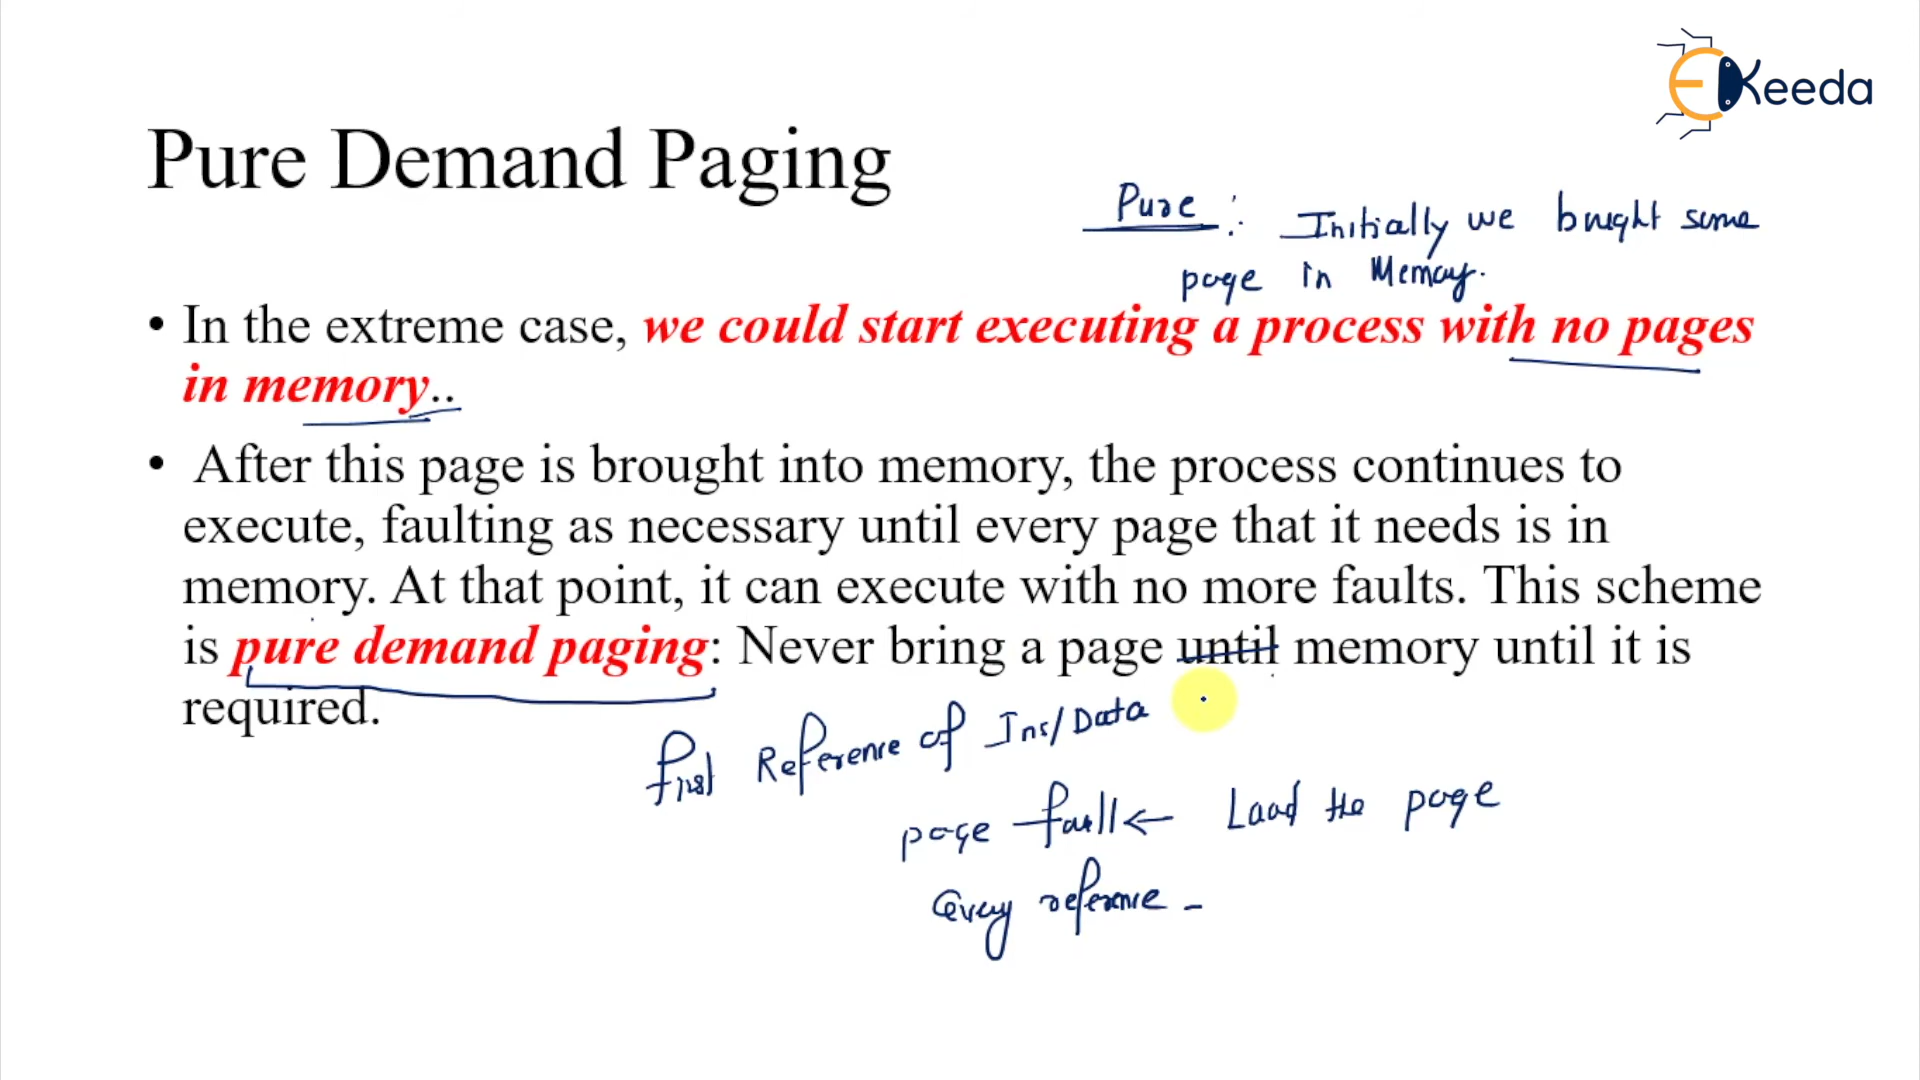 EKeeda
Pure Demand Paging
Pure : Initially we brught some
page in Memory.
• In the extreme case, we could start executing a process with no pages
in memory..
• After this page is brought into memory, the process continues to
execute, faulting as necessary until every page that it needs is in
memory. At that point, it can execute with no more faults. This scheme
is pure demand paging: Never bring a page until memory until it is
required.
first Reference of Ins/Data
page fault ← Load the page
Every reference -